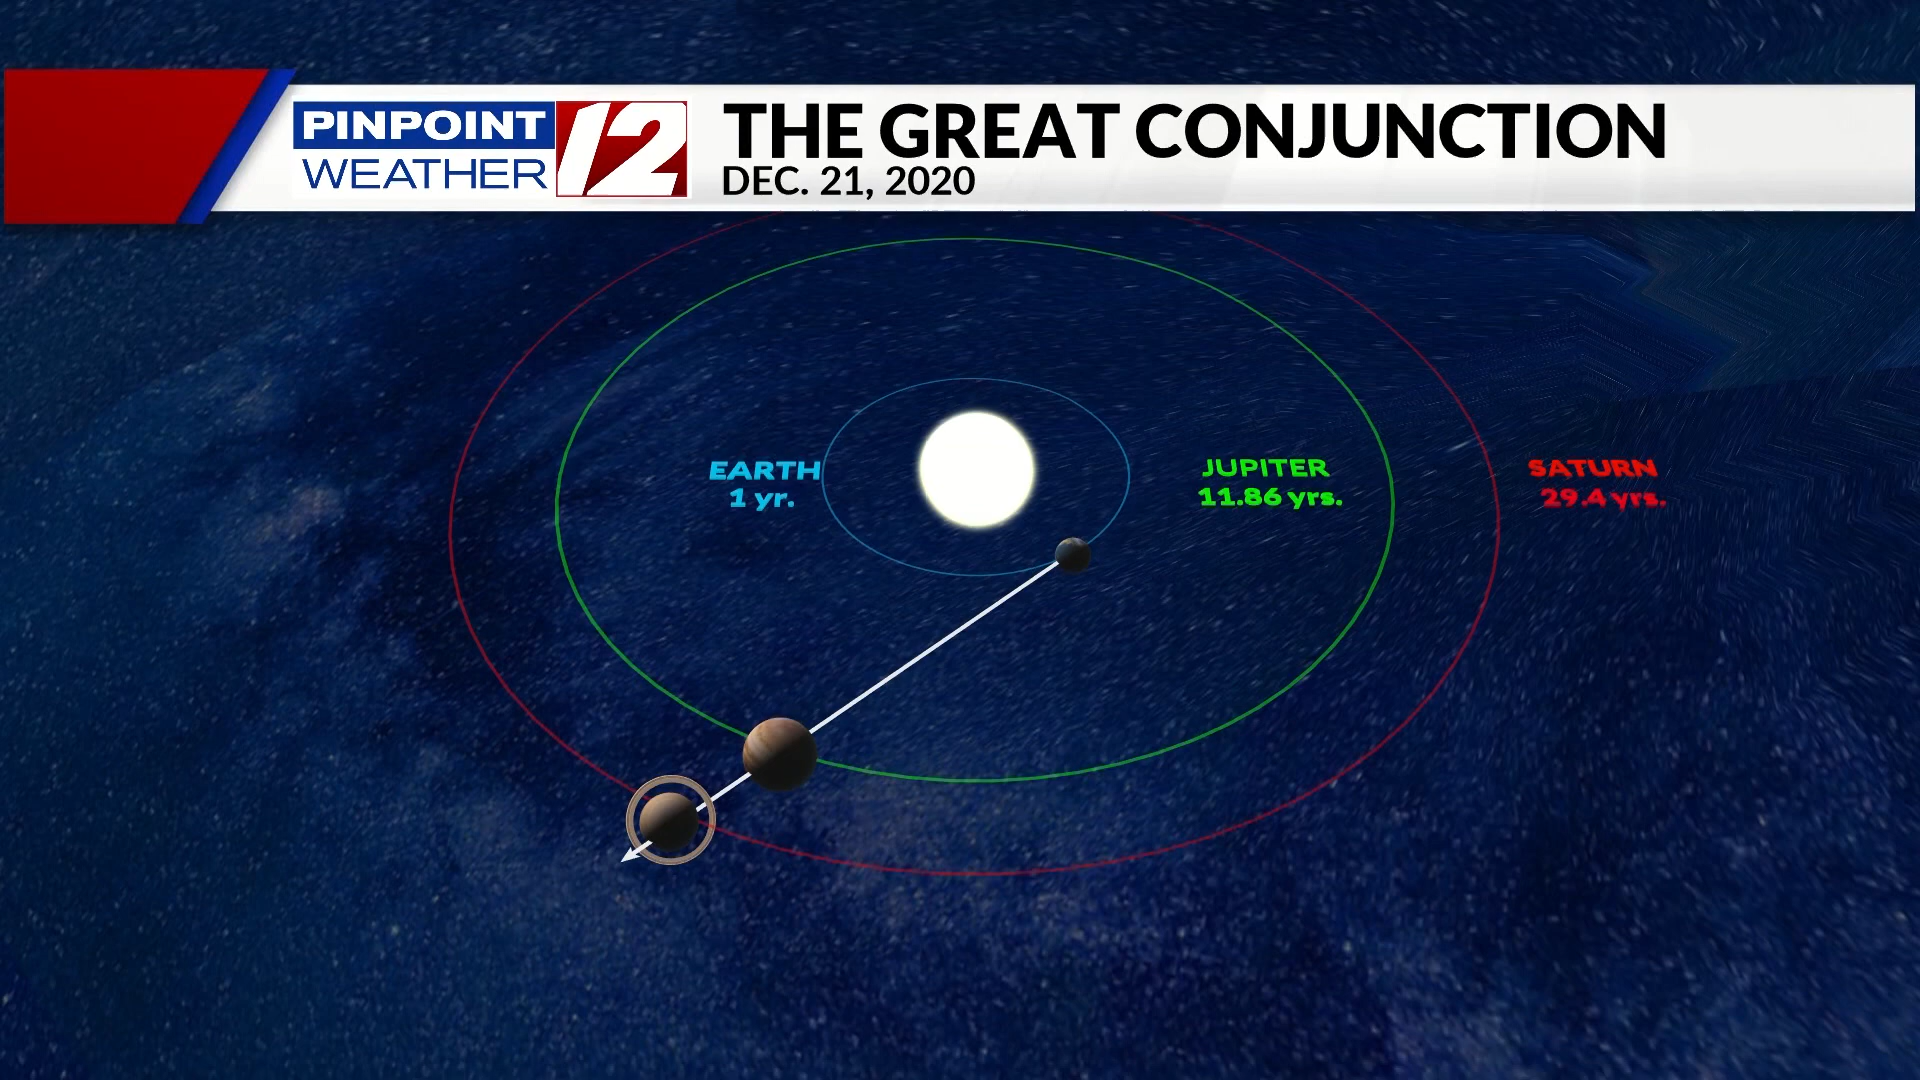 PINPOINT
WEATHER
12
THE GREAT CONJUNCTION
DEC. 21, 2020
EARTH
1 yr.
JUPITER
11.86 yrs.
SATURN
29.4 yrs.